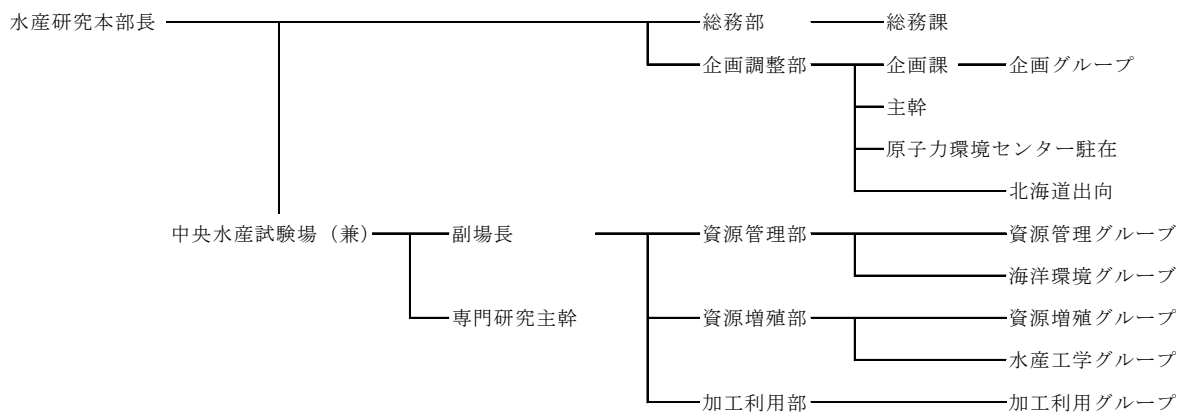 水産研究本部長 総務部 総務課
企画調整部 企画課 企画グループ
主幹
原子力環境センター駐在
北海道出向
中央水産試験場（兼） 副場長 資源管理部 資源管理グループ
海洋環境グループ
専門研究主幹 資源増殖部 資源増殖グループ
水産工学グループ
加工利用部 加工利用グループ